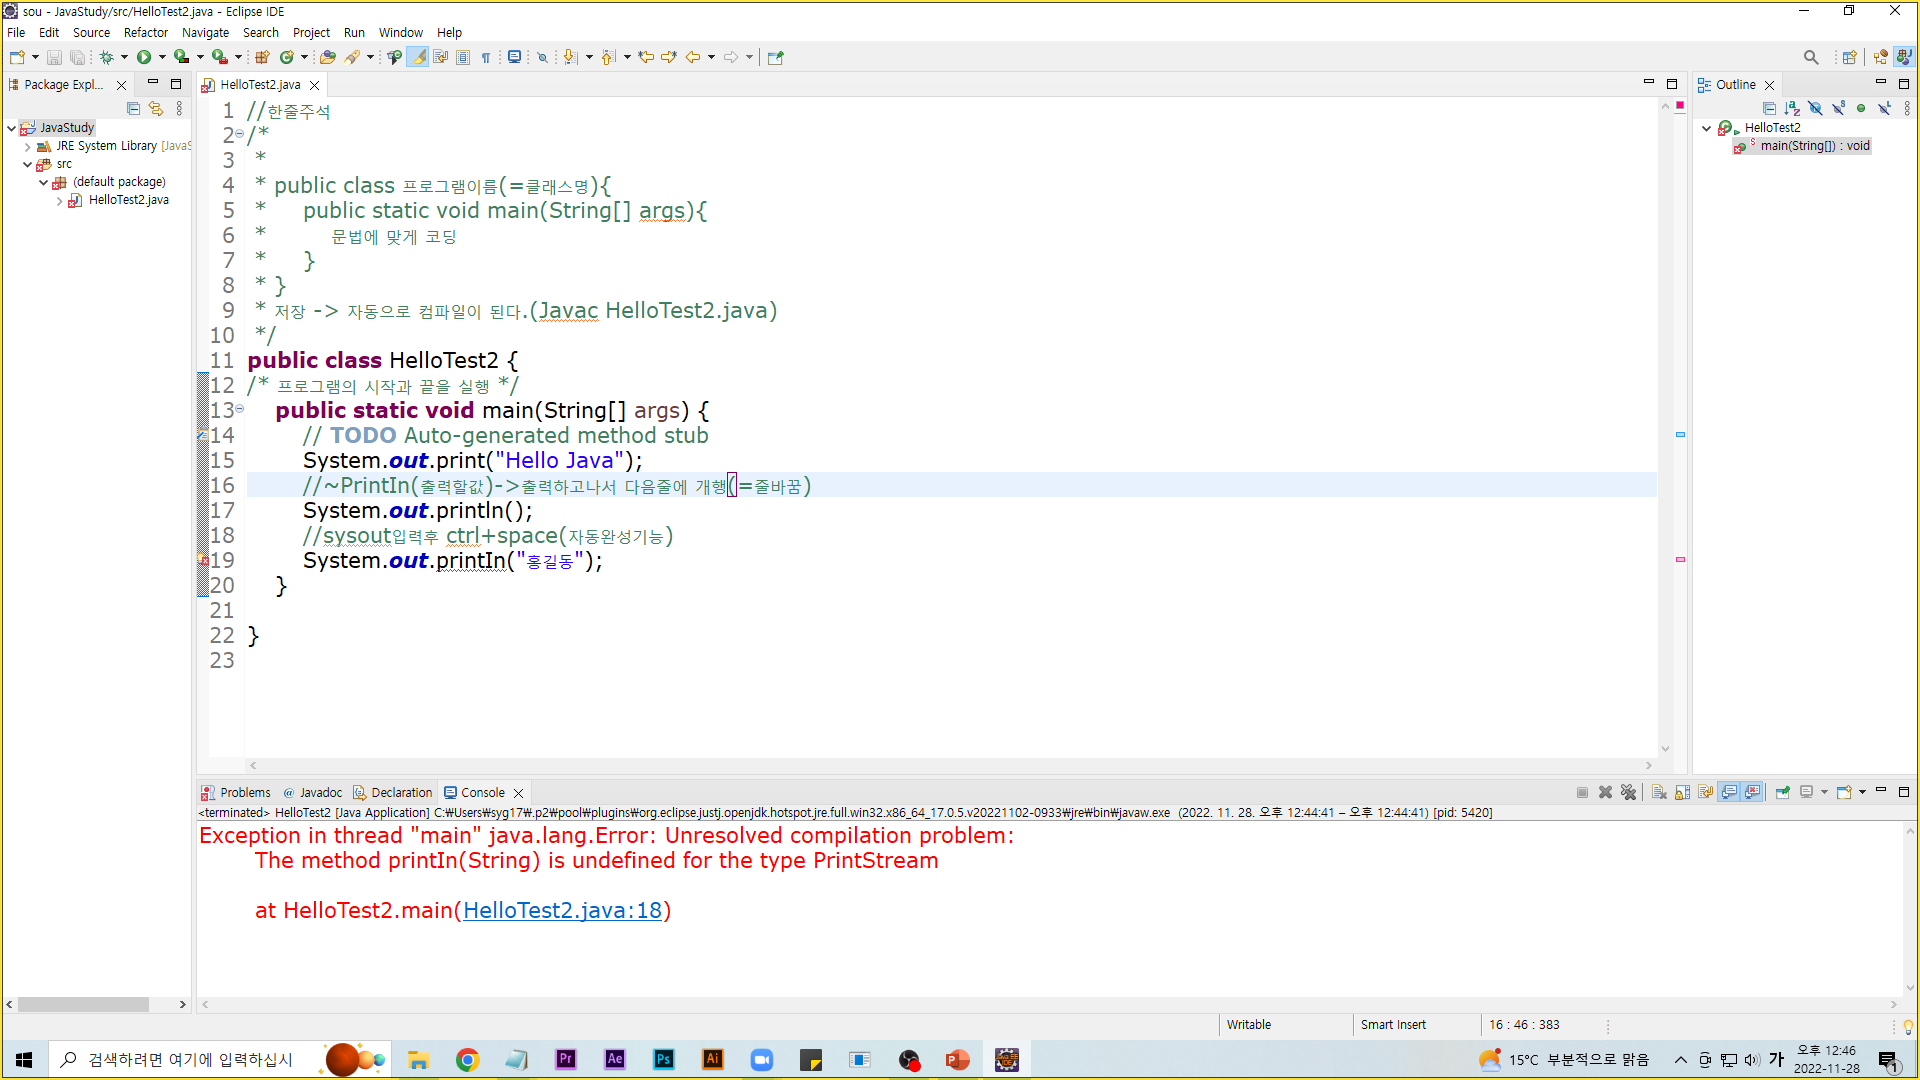 sou - JavaStudy/src/HelloTest2.java - Eclipse IDE
File Edit Source Refactor Navigate Search Project Run Window Help
Package Expl...
HelloTest2.java
Outline
JavaStudy
JRE System Library [JavaS
src
(default package)
HelloTest2.java
1 //한줄주석
2 /*
3 *
4 * public class 프로그램이름(=클래스명){
5 * public static void main(String[] args){
6 * 문법에 맞게 코딩
7 * }
8 * }
9 * 저장 -> 자동으로 컴파일이 된다.(Javac HelloTest2.java)
10 */
11 public class HelloTest2 {
12 /* 프로그램의 시작과 끝을 실행 */
13 public static void main(String[] args) {
14 // TODO Auto-generated method stub
15 System.out.print("Hello Java");
16 //~PrintIn(출력할값)->출력하고나서 다음줄에 개행(=줄바꿈)
17 System.out.println();
18 //sysout입력후 ctrl+space(자동완성기능)
19 System.out.printIn("홍길동");
20 }
21
22 }
23
HelloTest2
main(String[]) : void
Problems @ Javadoc Declaration Console
<terminated> HelloTest2 [Java Application] C:₩Users₩syg17₩.p2₩pool₩plugins₩org.eclipse.justj.openjdk.hotspot.jre.full.win32.x86_64_17.0.5.v20221102-0933₩jre₩bin₩javaw.exe (2022. 11. 28. 오후 12:44:41 – 오후 12:44:41) [pid: 5420]
Exception in thread "main" java.lang.Error: Unresolved compilation problem:
The method printIn(String) is undefined for the type PrintStream
at HelloTest2.main(HelloTest2.java:18)
Writable Smart Insert 16 : 46 : 383
검색하려면 여기에 입력하십시
Pr Ae Ps Ai
15°C 부분적으로 맑음
가
오후 12:46
2022-11-28
1